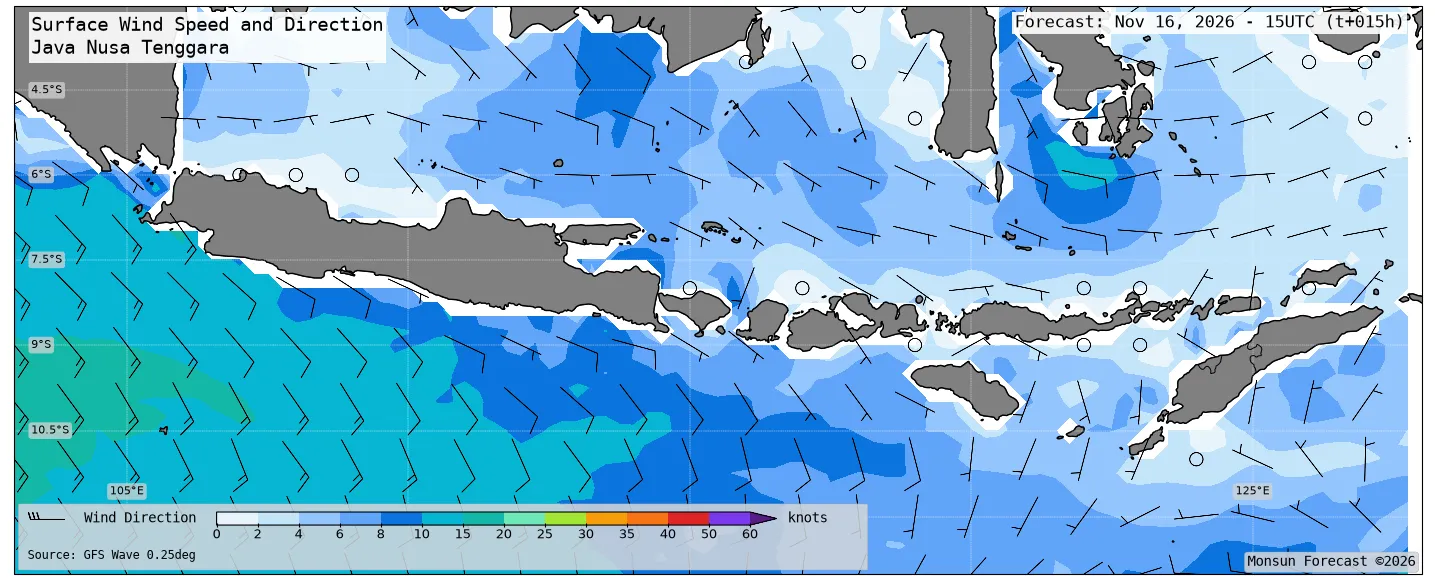 Surface Wind Speed and Direction
Java Nusa Tenggara
Forecast: Nov 16, 2026 - 15UTC (t+015h)
4.5°S
6°S
7.5°S
9°S
10.5°S
105°E
125°E
Wind Direction
0 2 4 6 8 10 15 20 25 30 35 40 50 60
knots
Source: GFS Wave 0.25deg
Monsun Forecast ©2026